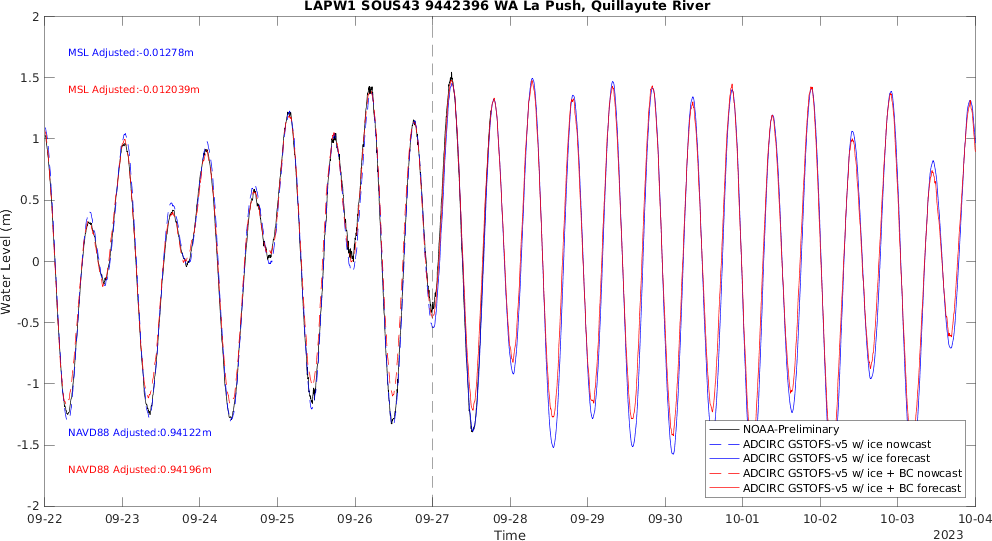 LAPW1 SOUS43 9442396 WA La Push, Quillayute River
2
1.5
1
0.5
0
-0.5
-1
-1.5
-2
Water Level (m)
MSL Adjusted:-0.01278m
MSL Adjusted:-0.012039m
NAVD88 Adjusted:0.94122m
NAVD88 Adjusted:0.94196m
NOAA-Preliminary
ADCIRC GSTOFS-v5 w/ ice nowcast
ADCIRC GSTOFS-v5 w/ ice forecast
ADCIRC GSTOFS-v5 w/ ice + BC nowcast
ADCIRC GSTOFS-v5 w/ ice + BC forecast
09-22 09-23 09-24 09-25 09-26 09-27 09-28 09-29 09-30 10-01 10-02 10-03 10-04
Time
2023